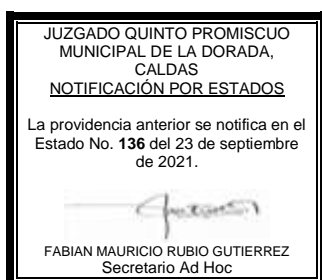 JUZGADO QUINTO PROMISCUO
MUNICIPAL DE LA DORADA,
CALDAS
NOTIFICACIÓN POR ESTADOS
La providencia anterior se notifica en el
Estado No. 136 del 23 de septiembre
de 2021.
FABIAN MAURICIO RUBIO GUTIERREZ
Secretario Ad Hoc